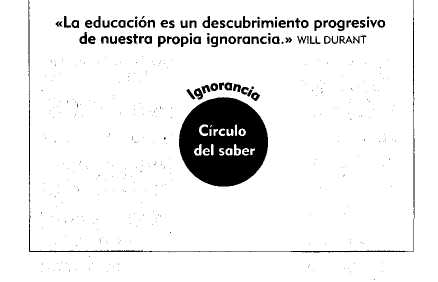 «La educación es un descubrimiento progresivo
de nuestra propia ignorancia.» WILL DURANT
Ignorancia
Círculo
del saber